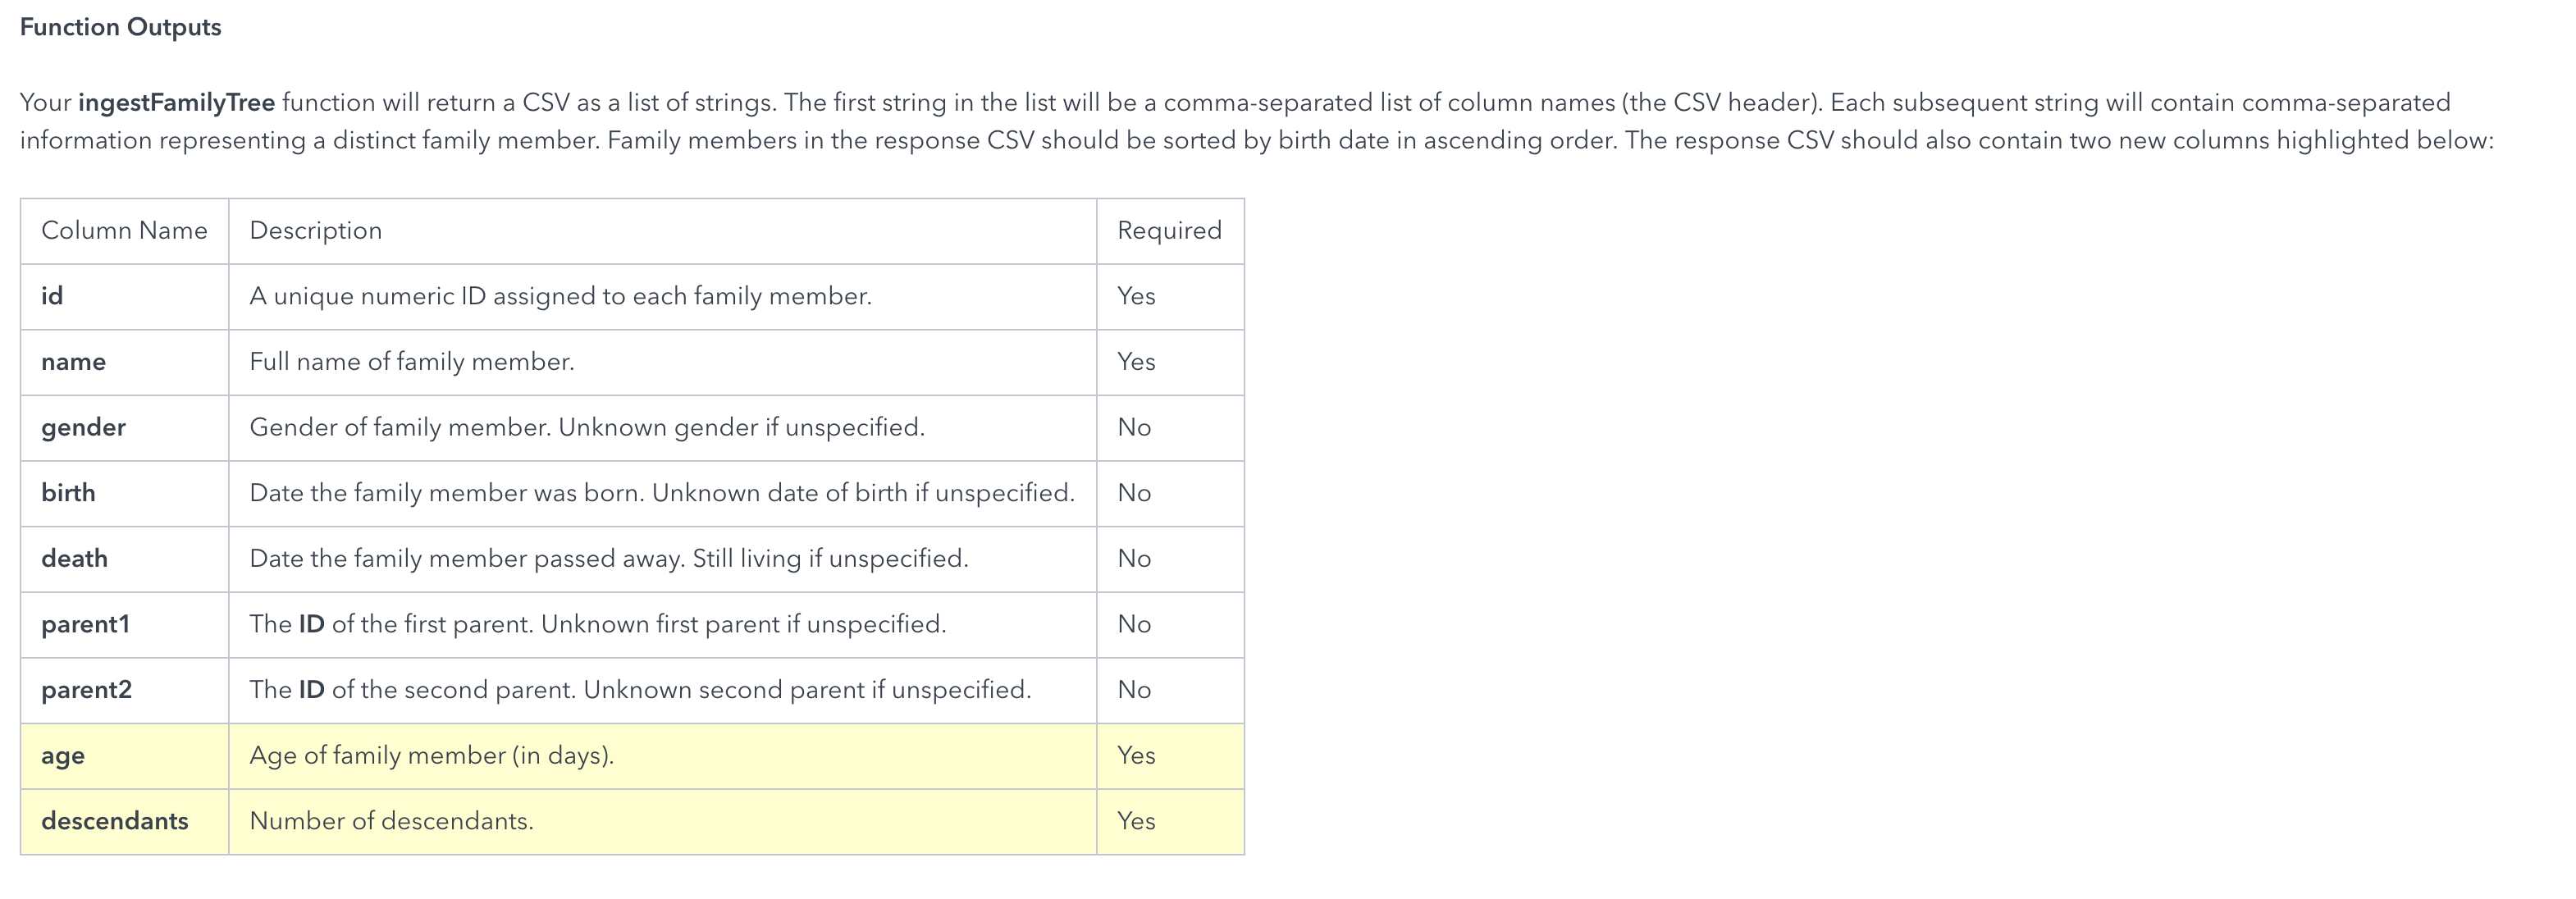 Function Outputs
Your ingestFamilyTree function will return a CSV as a list of strings. The first string in the list will be a comma-separated list of column names (the CSV header). Each subsequent string will contain comma-separated
information representing a distinct family member. Family members in the response CSV should be sorted by birth date in ascending order. The response CSV should also contain two new columns highlighted below:
Column Name Description Required
id A unique numeric ID assigned to each family member. Yes
name Full name of family member. Yes
gender Gender of family member. Unknown gender if unspecified. No
birth Date the family member was born. Unknown date of birth if unspecified. No
death Date the family member passed away. Still living if unspecified. No
parent1 The ID of the first parent. Unknown first parent if unspecified. No
parent2 The ID of the second parent. Unknown second parent if unspecified. No
age Age of family member (in days). Yes
descendants Number of descendants. Yes